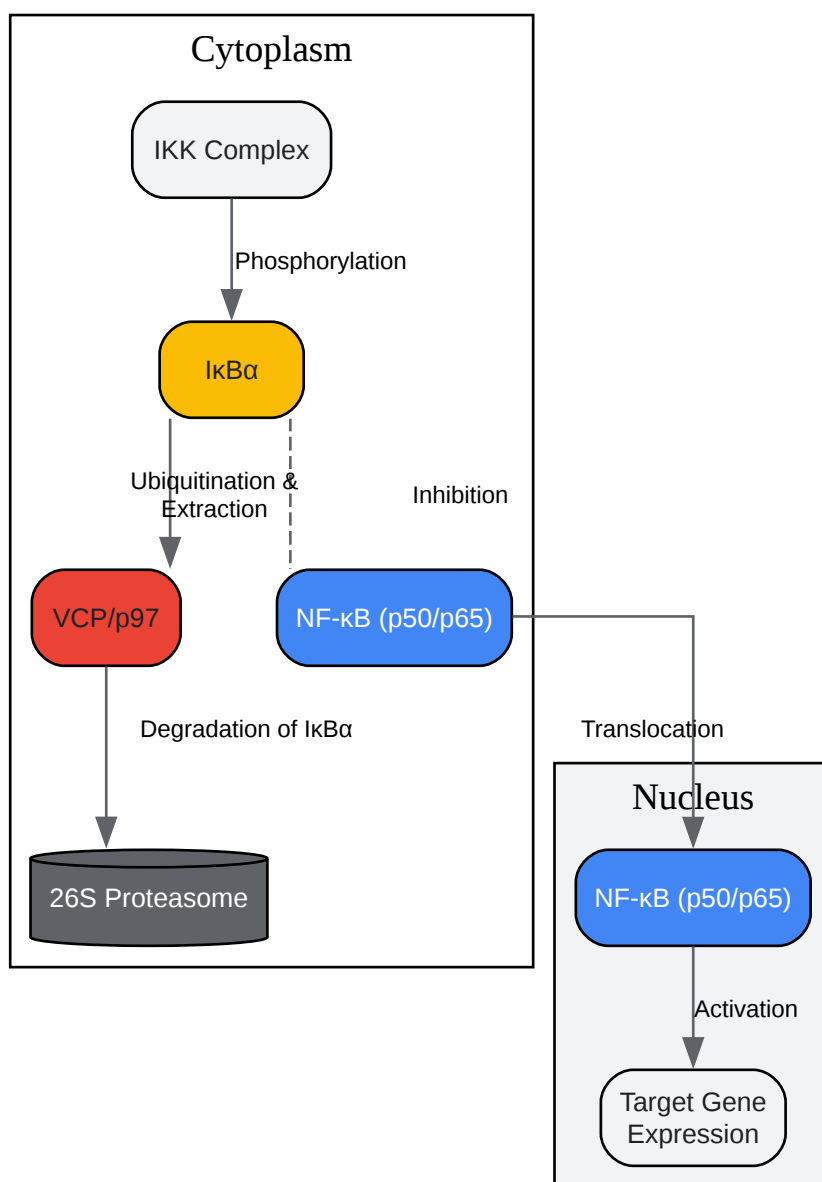 Cytoplasm
IKK Complex
Phosphorylation
IκBα
Ubiquitination &
Extraction
Inhibition
VCP/p97
NF-κB (p50/p65)
Degradation of IκBα
Translocation
Nucleus
26S Proteasome
NF-κB (p50/p65)
Activation
Target Gene
Expression